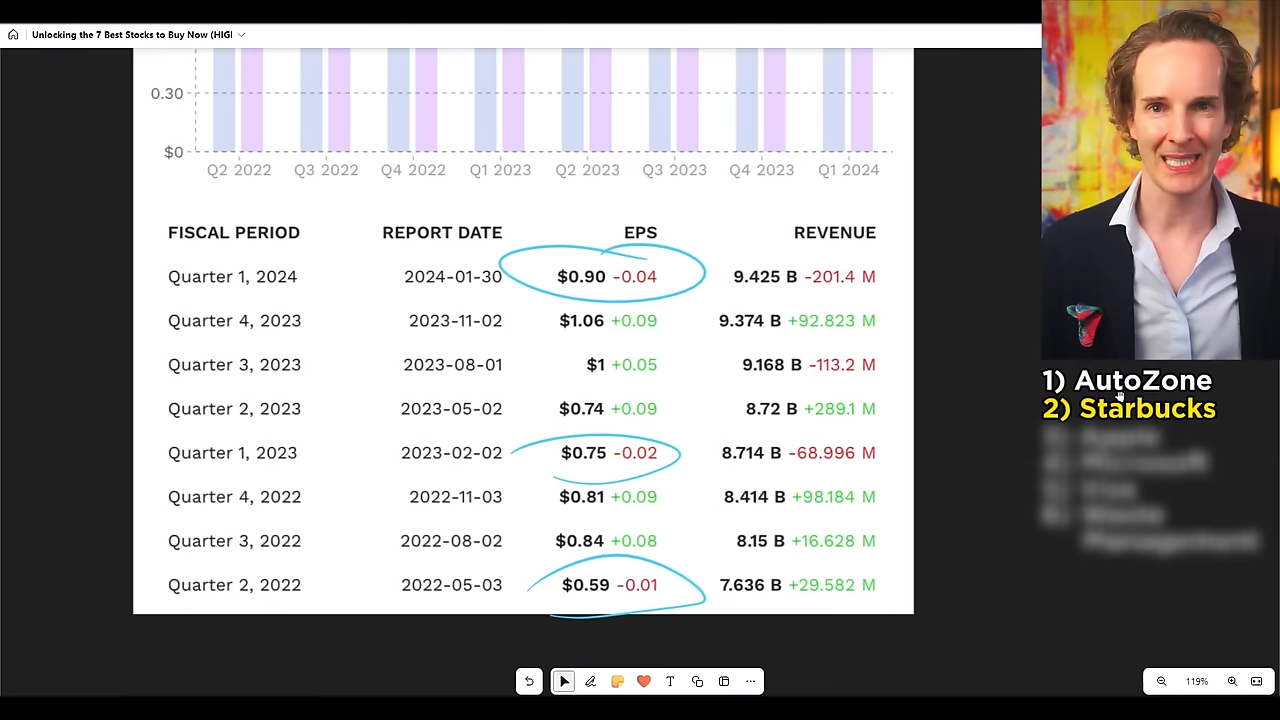 Unlocking the 7 Best Stocks to Buy Now (HIGI
0.30
$0
Q2 2022 Q3 2022 Q4 2022 Q1 2023 Q2 2023 Q3 2023 Q4 2023 Q1 2024
FISCAL PERIOD REPORT DATE EPS REVENUE
Quarter 1, 2024 2024-01-30 $0.90 -0.04 9.425 B -201.4 M
Quarter 4, 2023 2023-11-02 $1.06 +0.09 9.374 B +92.823 M
Quarter 3, 2023 2023-08-01 $1 +0.05 9.168 B -113.2 M
Quarter 2, 2023 2023-05-02 $0.74 +0.09 8.72 B +289.1 M
Quarter 1, 2023 2023-02-02 $0.75 -0.02 8.714 B -68.996 M
Quarter 4, 2022 2022-11-03 $0.81 +0.09 8.414 B +98.184 M
Quarter 3, 2022 2022-08-02 $0.84 +0.08 8.15 B +16.628 M
Quarter 2, 2022 2022-05-03 $0.59 -0.01 7.636 B +29.582 M
1) AutoZone
2) Starbucks
T
119%